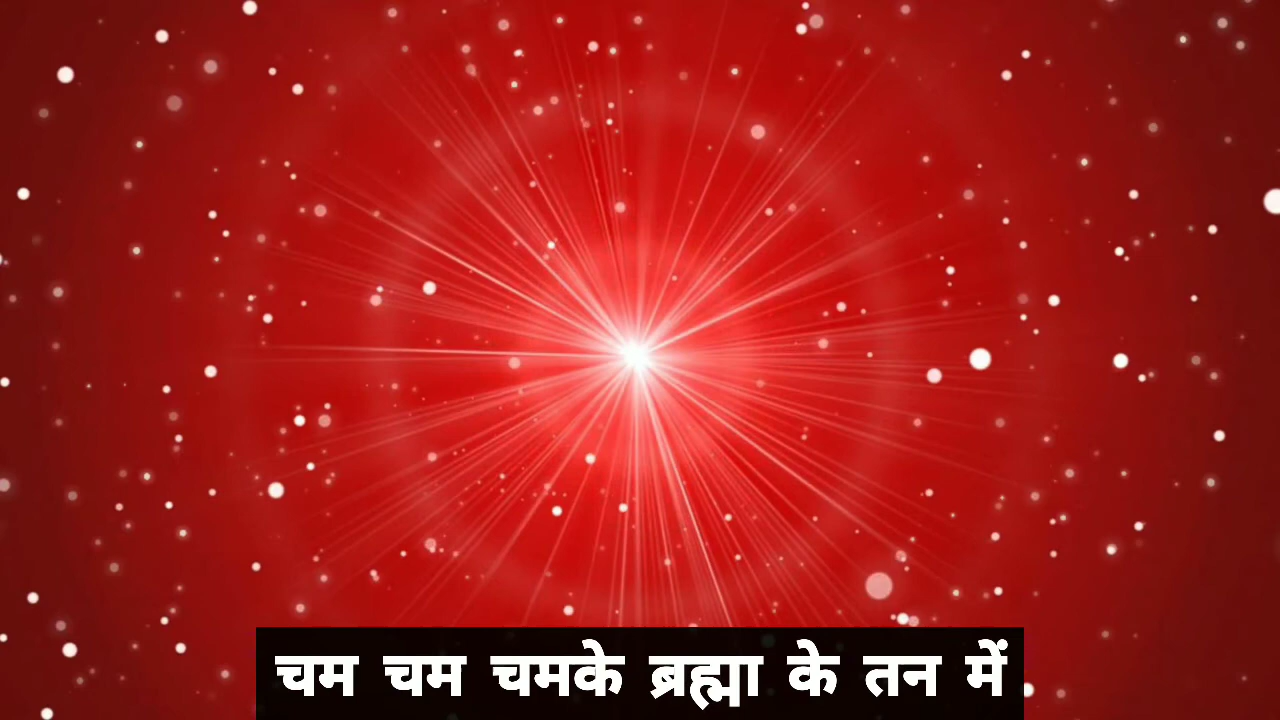 चम चम चमके ब्रह्मा के तन में